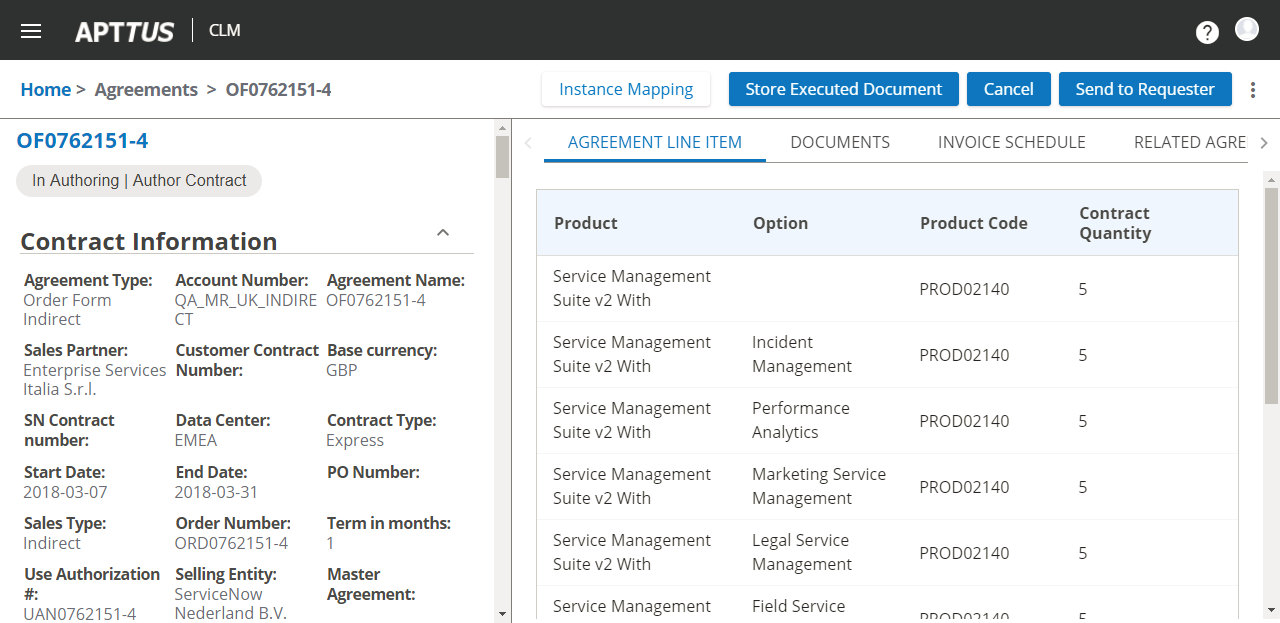 APTTUS CLM
?
Home > Agreements > OF0762151-4
Instance Mapping Store Executed Document Cancel Send to Requester
OF0762151-4
In Authoring | Author Contract
Contract Information
Agreement Type: Account Number: Agreement Name:
Order Form QA_MR_UK_INDIRE OF0762151-4
Indirect CT
Sales Partner: Customer Contract Base currency:
Enterprise Services Number: GBP
Italia S.r.l.
SN Contract Data Center: Contract Type:
number: EMEA Express
Start Date: End Date: PO Number:
2018-03-07 2018-03-31
Sales Type: Order Number: Term in months:
Indirect ORD0762151-4 1
Use Authorization Selling Entity: Master
#: ServiceNow Agreement:
UAN0762151-4 Nederland B.V.
AGREEMENT LINE ITEM DOCUMENTS INVOICE SCHEDULE RELATED AGRE
Product Option Product Code Contract
Quantity
Service Management
Suite v2 With PROD02140 5
Service Management Incident
Suite v2 With Management PROD02140 5
Service Management Performance
Suite v2 With Analytics PROD02140 5
Service Management Marketing Service
Suite v2 With Management PROD02140 5
Service Management Legal Service
Suite v2 With Management PROD02140 5
Service Management Field Service
PROD02140 5